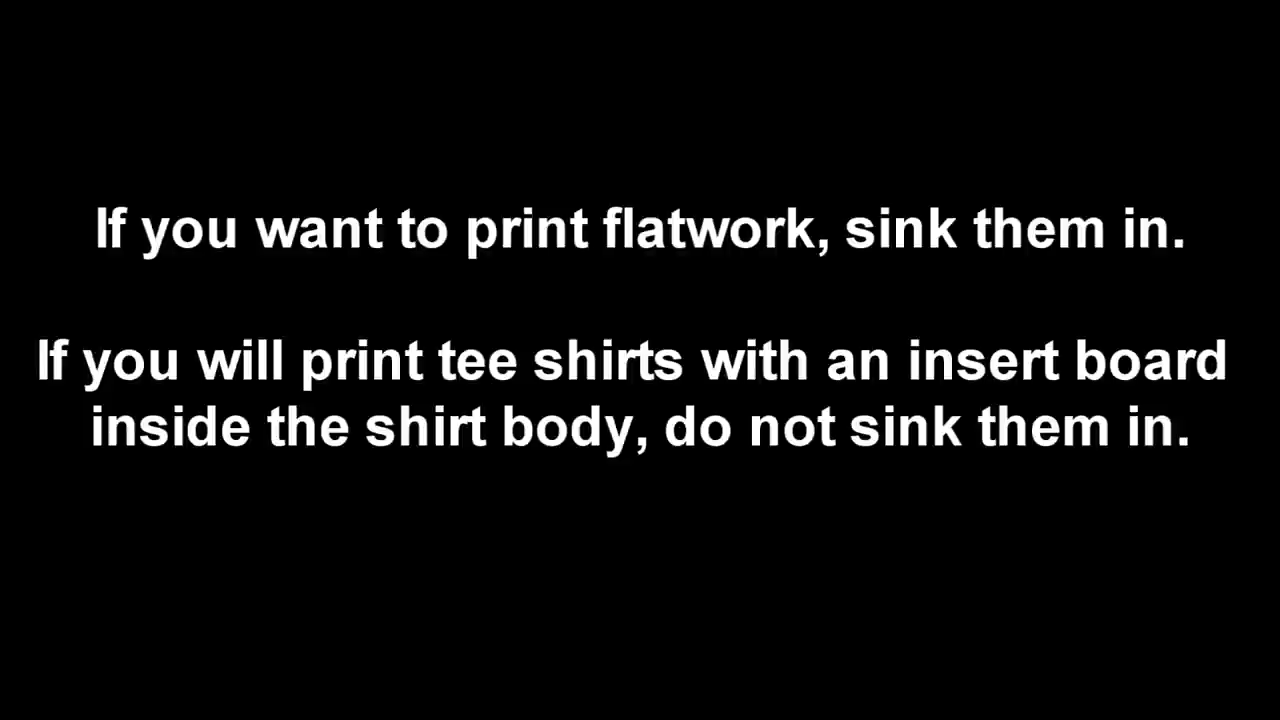 If you want to print flatwork, sink them in.
If you will print tee shirts with an insert board
inside the shirt body, do not sink them in.